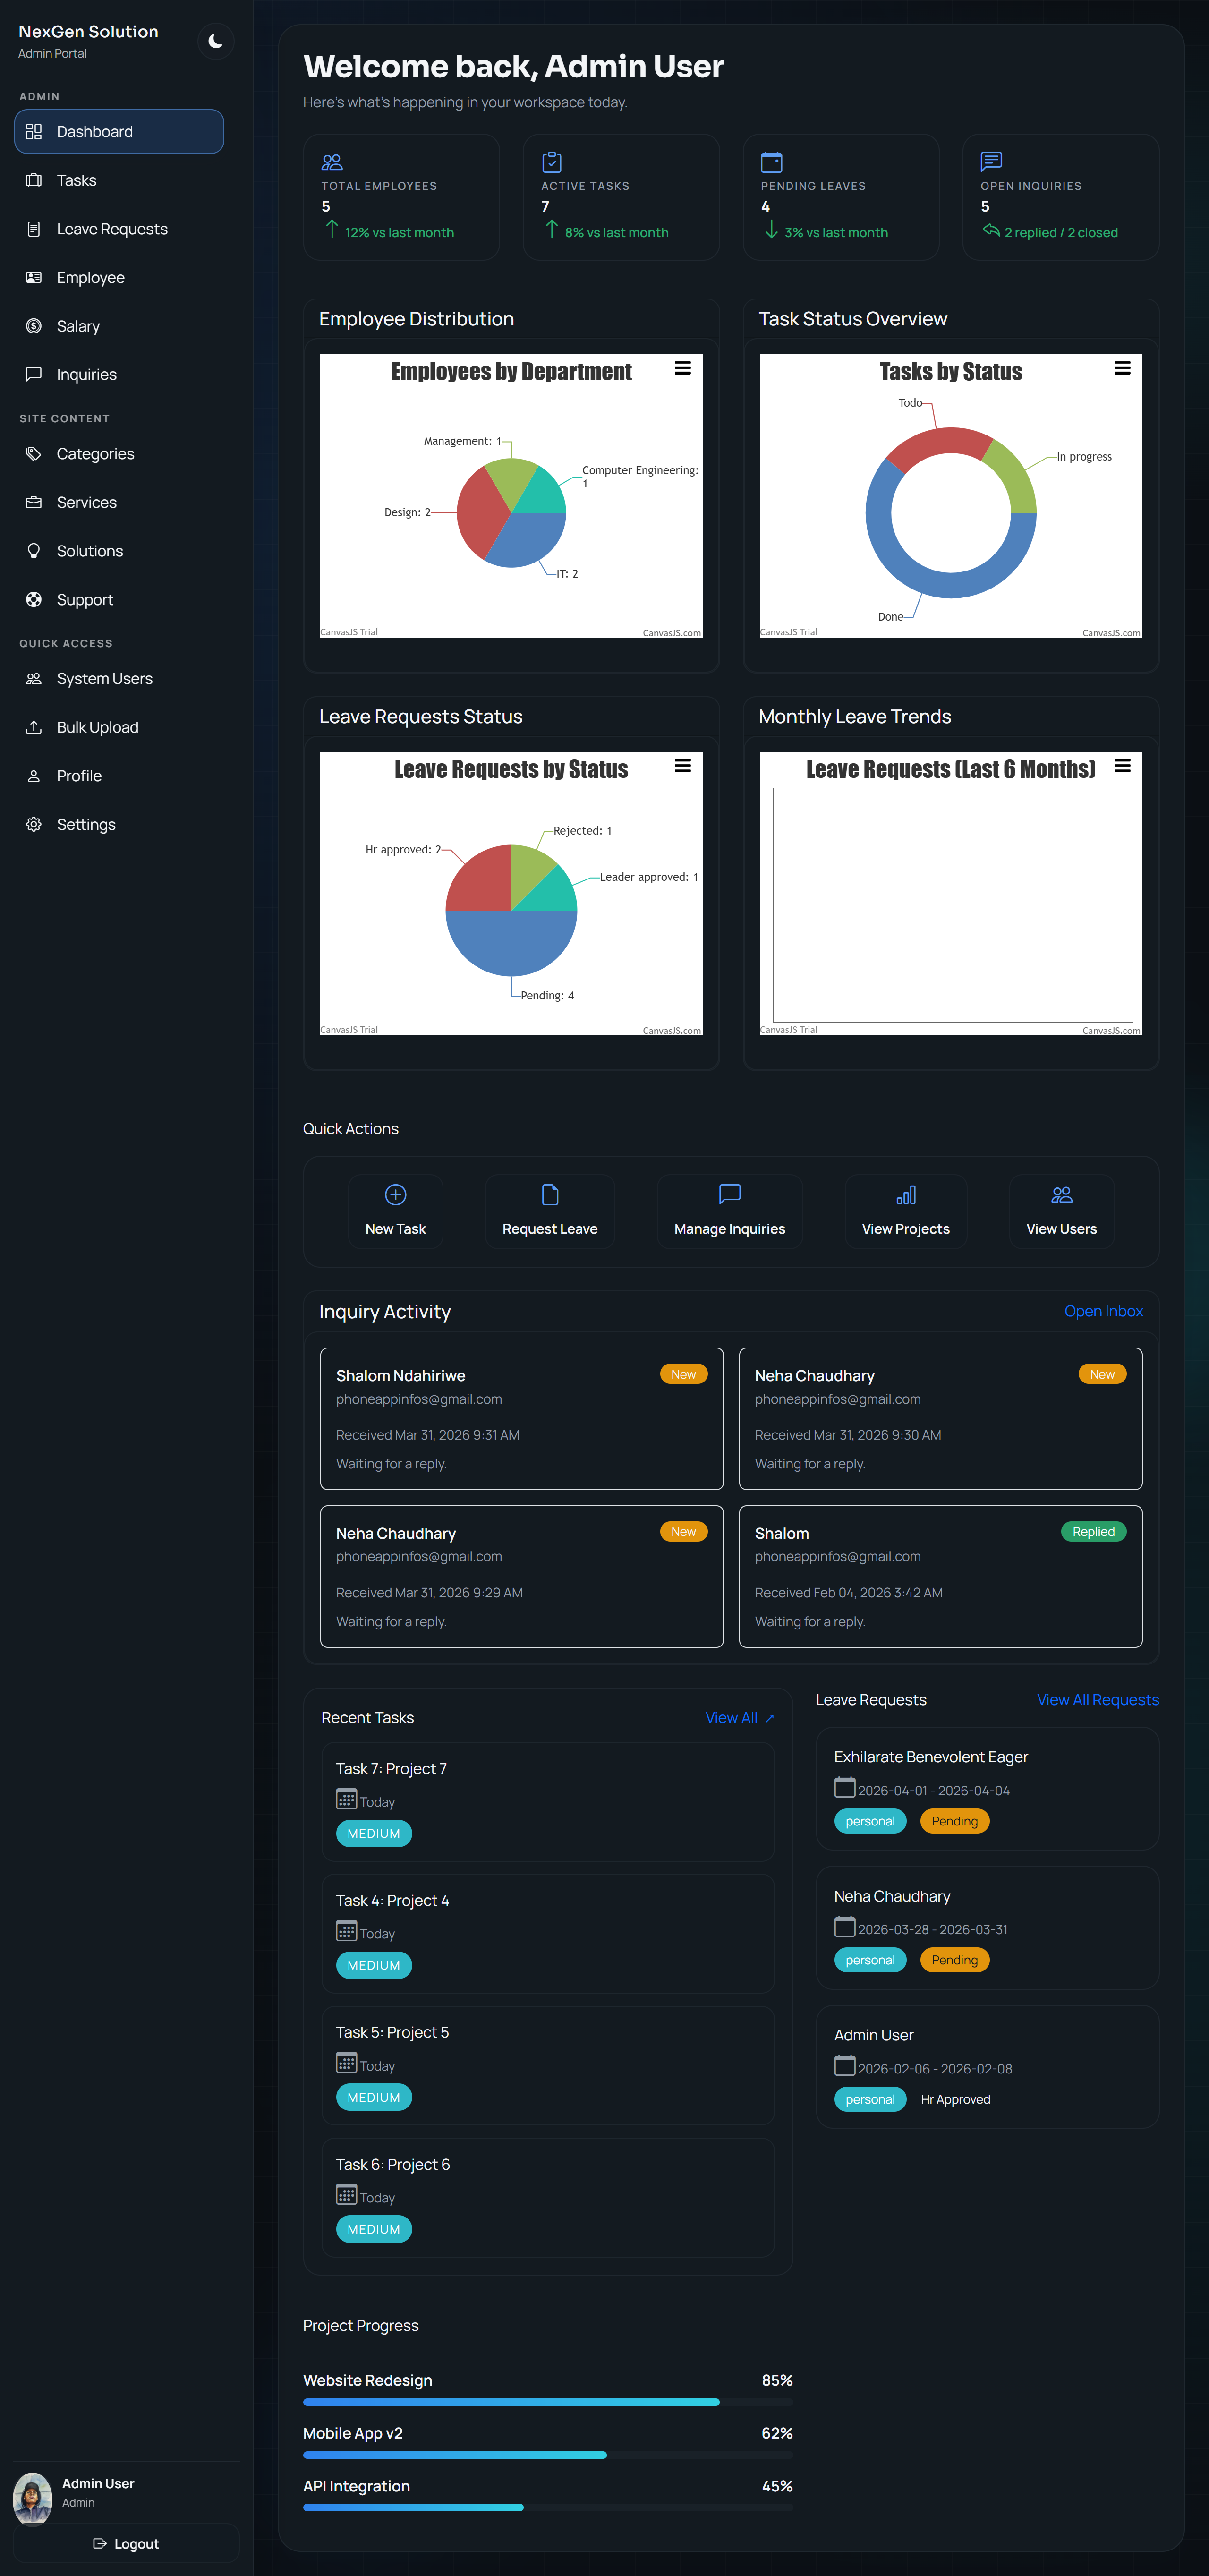 NexGen Solution
Admin Portal
ADMIN
Dashboard
Tasks
Leave Requests
Employee
Salary
Inquiries
SITE CONTENT
Categories
Services
Solutions
Support
QUICK ACCESS
System Users
Bulk Upload
Profile
Settings
Admin User
Admin
Logout
Welcome back, Admin User
Here's what's happening in your workspace today.
TOTAL EMPLOYEES
5
12% vs last month
ACTIVE TASKS
7
8% vs last month
PENDING LEAVES
4
3% vs last month
OPEN INQUIRIES
5
2 replied / 2 closed
Employee Distribution
Employees by Department
Management: 1
Computer Engineering:
1
Design: 2
IT: 2
CanvasJS Trial
CanvasJS.com
Task Status Overview
Tasks by Status
Todo
In progress
Done
CanvasJS Trial
CanvasJS.com
Leave Requests Status
Leave Requests by Status
Rejected: 1
Hr approved: 2
Leader approved: 1
Pending: 4
CanvasJS Trial
CanvasJS.com
Monthly Leave Trends
Leave Requests (Last 6 Months)
CanvasJS Trial
CanvasJS.com
Quick Actions
New Task
Request Leave
Manage Inquiries
View Projects
View Users
Inquiry Activity
Open Inbox
Shalom Ndahiriwe
New
phoneappinfos@gmail.com
Received Mar 31, 2026 9:31 AM
Waiting for a reply.
Neha Chaudhary
New
phoneappinfos@gmail.com
Received Mar 31, 2026 9:30 AM
Waiting for a reply.
Neha Chaudhary
New
phoneappinfos@gmail.com
Received Mar 31, 2026 9:29 AM
Waiting for a reply.
Shalom
Replied
phoneappinfos@gmail.com
Received Feb 04, 2026 3:42 AM
Waiting for a reply.
Recent Tasks
View All ↗
Task 7: Project 7
Today
MEDIUM
Task 4: Project 4
Today
MEDIUM
Task 5: Project 5
Today
MEDIUM
Task 6: Project 6
Today
MEDIUM
Leave Requests
View All Requests
Exhilarate Benevolent Eager
2026-04-01 - 2026-04-04
personal
Pending
Neha Chaudhary
2026-03-28 - 2026-03-31
personal
Pending
Admin User
2026-02-06 - 2026-02-08
personal
Hr Approved
Project Progress
Website Redesign
85%
Mobile App v2
62%
API Integration
45%